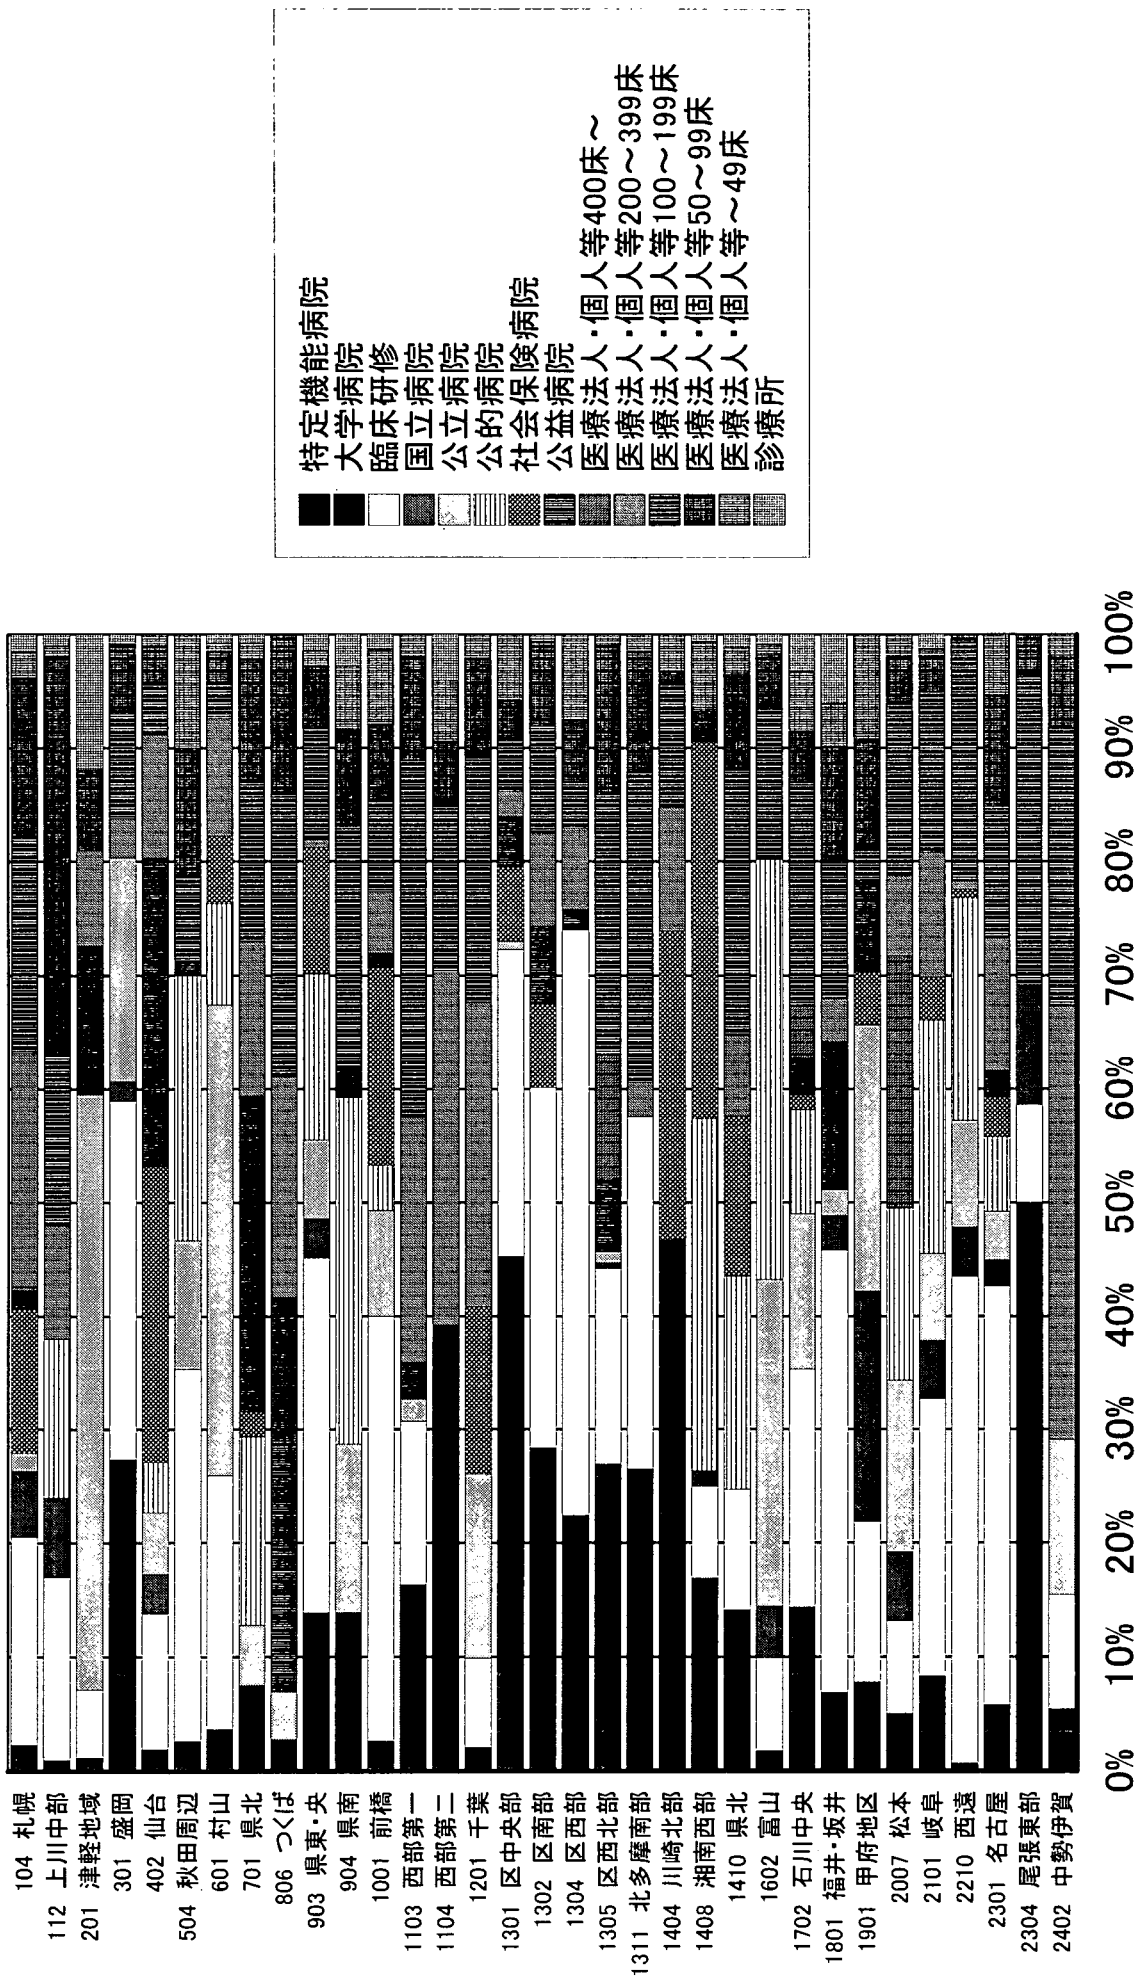 104 札幌
112 上川中部
201 津軽地域
301 盛岡
402 仙台
504 秋田周辺
601 村山
701 県北
806 つくば
903 県東・央
904 県南
1001 前橋
1103 西部第一
1104 西部第二
1201 千葉
1301 区中央部
1302 区南部
1304 区西部
1305 区西北部
1311 北多摩南部
1404 川崎北部
1408 湘南西部
1410 県北
1602 富山
1702 石川中央
1801 福井・坂井
1901 甲府地区
2007 松本
2101 岐阜
2210 西遠
2301 名古屋
2304 尾張東部
2402 中勢伊賀
0% 10% 20% 30% 40% 50% 60% 70% 80% 90% 100%
特定機能病院
大学病院
臨床研修
国立病院
公立病院
公的病院
社会保険病院
公益病院
医療法人・個人等400床～
医療法人・個人等200～399床
医療法人・個人等100～199床
医療法人・個人等50～99床
医療法人・個人等～49床
診療所